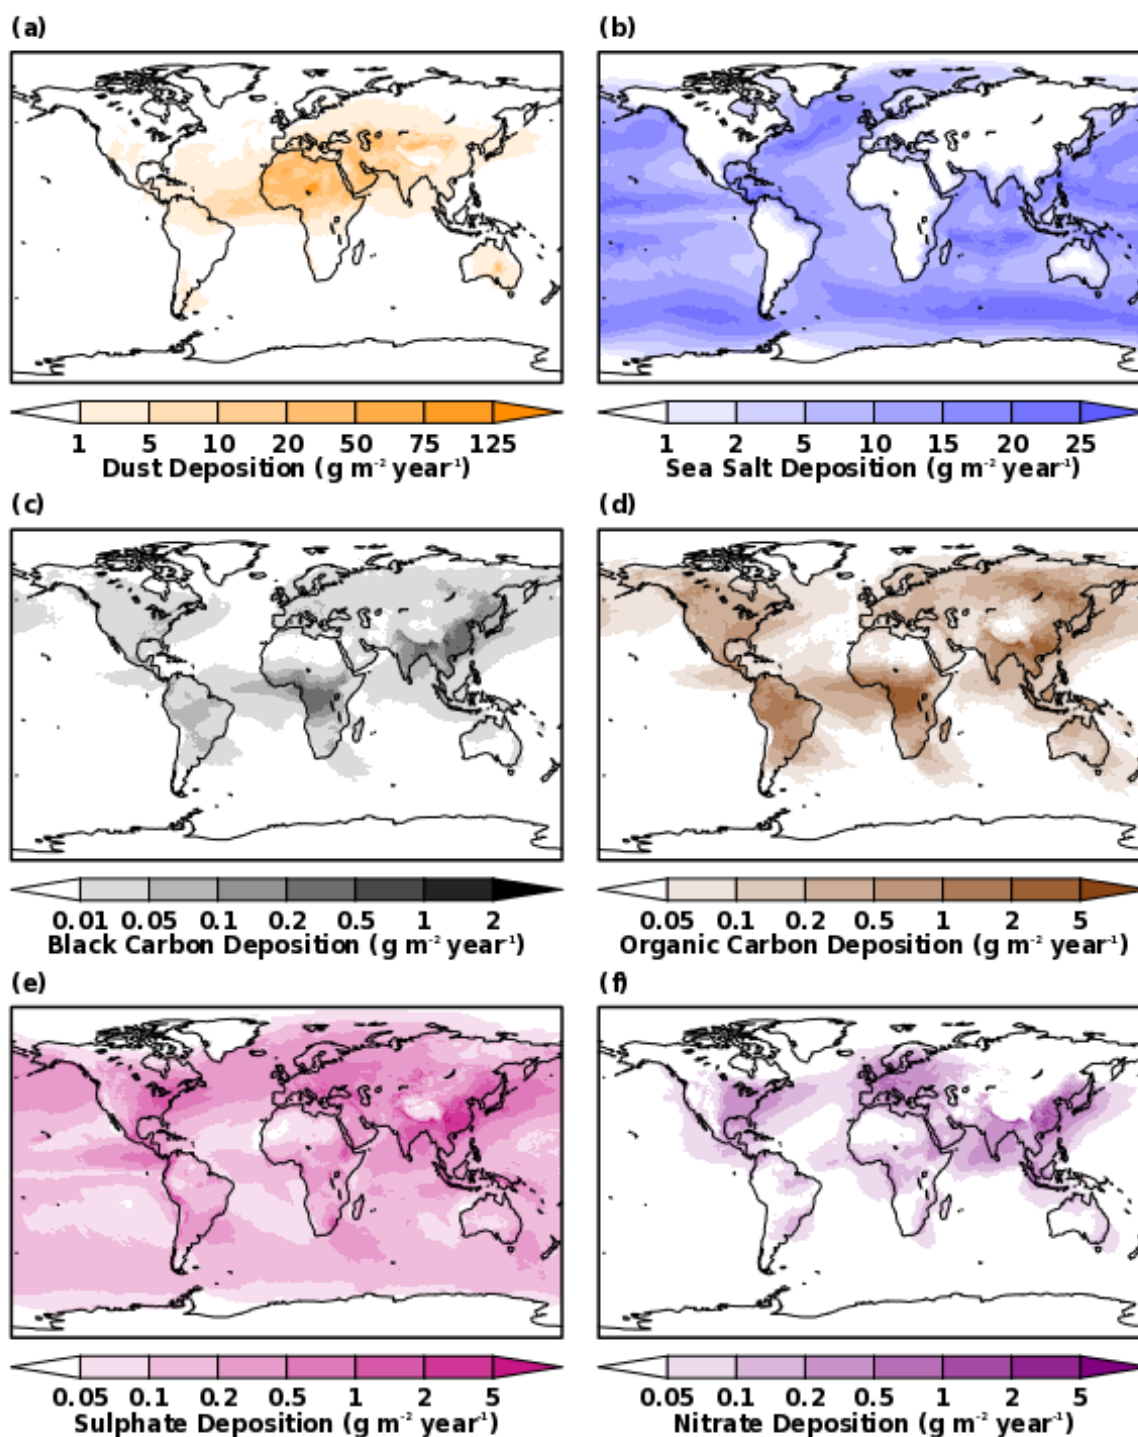 (a)
(b)
1 5 10 20 50 75 125
Dust Deposition (g m⁻² year⁻¹)
1 2 5 10 15 20 25
Sea Salt Deposition (g m⁻² year⁻¹)
(c)
(d)
0.01 0.05 0.1 0.2 0.5 1 2
Black Carbon Deposition (g m⁻² year⁻¹)
0.05 0.1 0.2 0.5 1 2 5
Organic Carbon Deposition (g m⁻² year⁻¹)
(e)
(f)
0.05 0.1 0.2 0.5 1 2 5
Sulphate Deposition (g m⁻² year⁻¹)
0.05 0.1 0.2 0.5 1 2 5
Nitrate Deposition (g m⁻² year⁻¹)